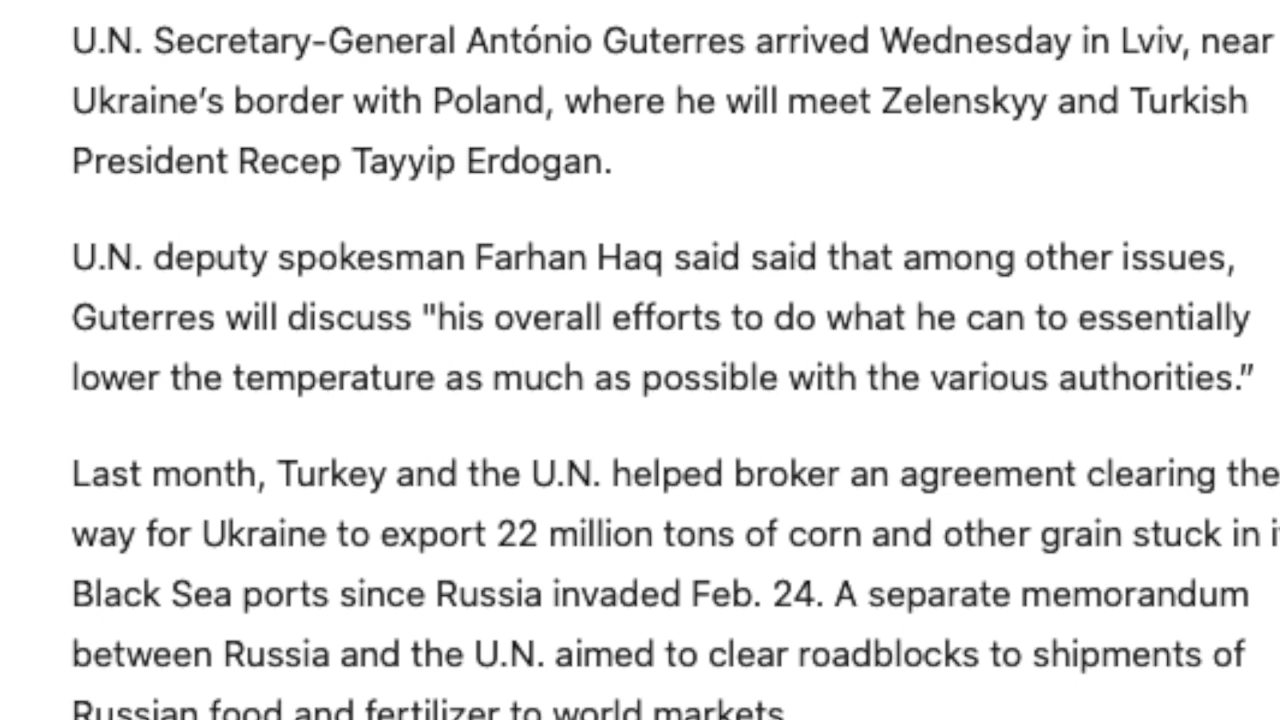 U.N. Secretary-General António Guterres arrived Wednesday in Lviv, near
Ukraine’s border with Poland, where he will meet Zelenskyy and Turkish
President Recep Tayyip Erdogan.
U.N. deputy spokesman Farhan Haq said said that among other issues,
Guterres will discuss "his overall efforts to do what he can to essentially
lower the temperature as much as possible with the various authorities.”
Last month, Turkey and the U.N. helped broker an agreement clearing the
way for Ukraine to export 22 million tons of corn and other grain stuck in
Black Sea ports since Russia invaded Feb. 24. A separate memorandum
between Russia and the U.N. aimed to clear roadblocks to shipments of
Russian food and fertilizer to world markets